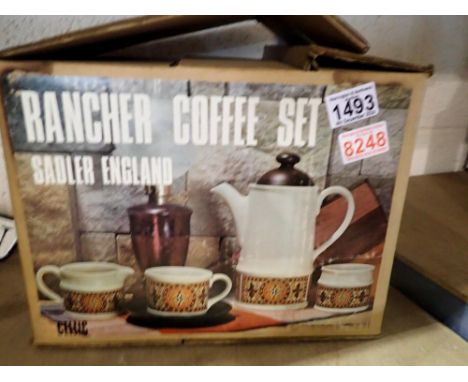 RANCHER COFFEE SET
SADLER ENGLAND
1493
8248